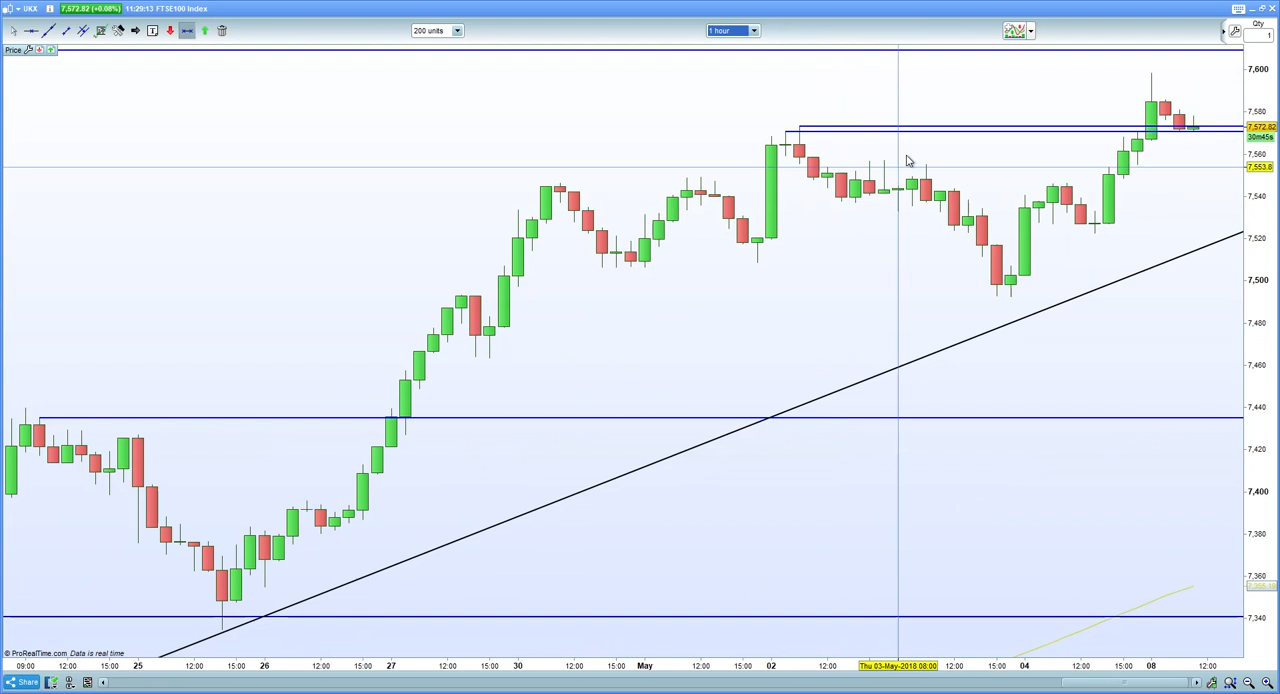 UKX 7,572.82 (+0.08%) 11:29:13 FTSE100 Index
Qty
1
200 units
1 hour
Price
7,600
7,580
7,572.82
30m45s
7,560
7,553.8
7,540
7,520
7,500
7,480
7,460
7,440
7,420
7,400
7,380
7,360
7,340
© ProRealTime.com Data is real time
09:00 12:00 15:00 25 12:00 15:00 26 12:00 15:00 27 12:00 15:00 30 12:00 15:00 May 12:00 15:00 02 12:00 Thu 03-May-2018 08:00 12:00 15:00 04 12:00 15:00 08 12:00
Share